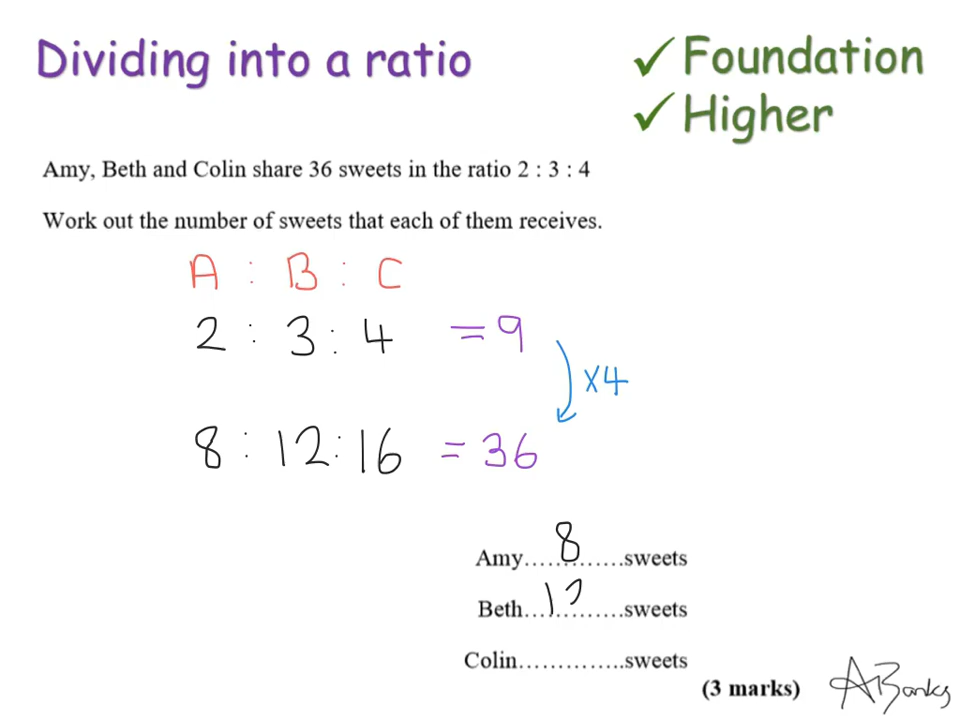 Dividing into a ratio
✓ Foundation
✓ Higher
Amy, Beth and Colin share 36 sweets in the ratio 2 : 3 : 4
Work out the number of sweets that each of them receives.
A : B : C
2 : 3 : 4 = 9
×4
8 : 12 : 16 = 36
Amy......8......sweets
Beth...12.........sweets
Colin..............sweets
(3 marks)
ABanks